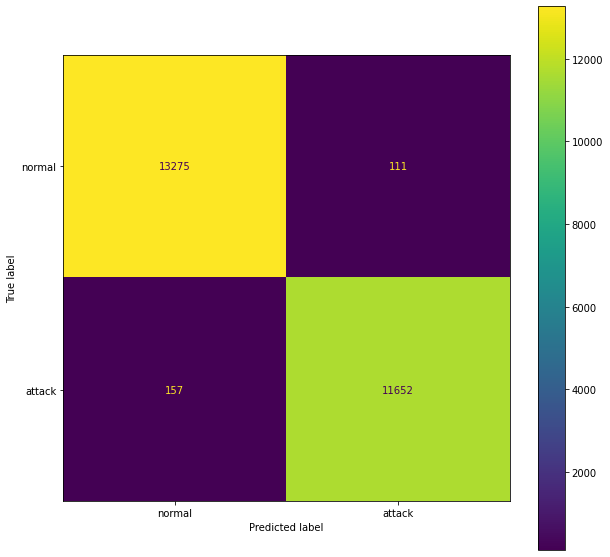 12000
10000
8000
6000
4000
2000
True label
normal
13275
111
attack
157
11652
normal
attack
Predicted label